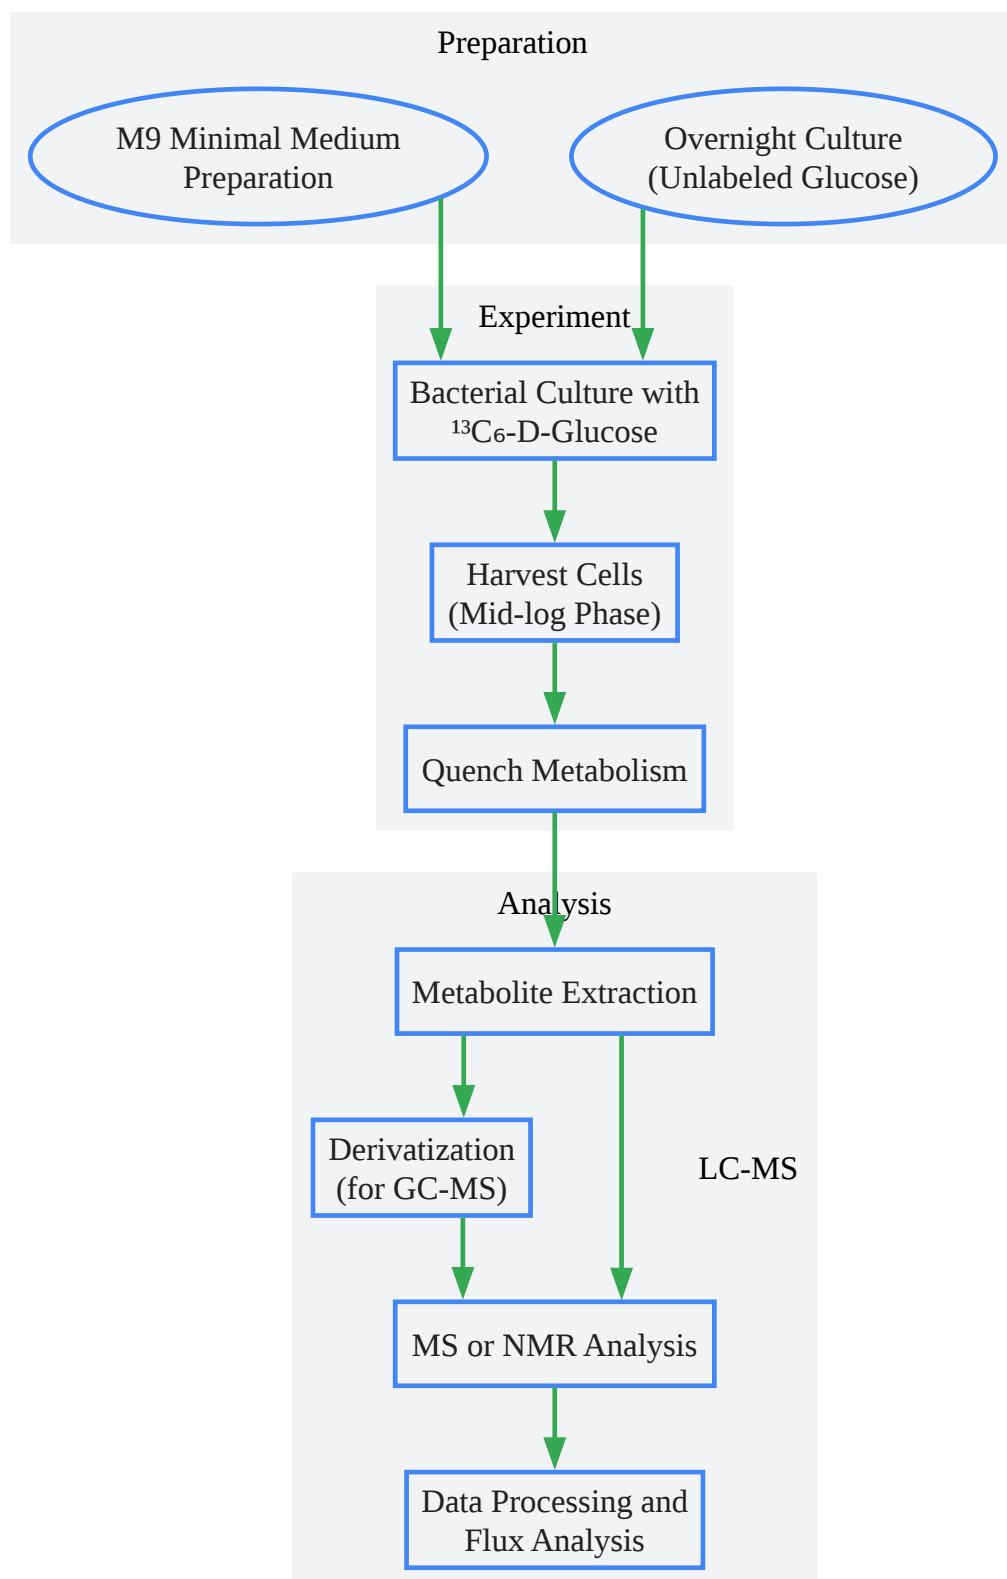 Preparation
M9 Minimal Medium
Preparation
Overnight Culture
(Unlabeled Glucose)
Experiment
Bacterial Culture with
¹³C₆-D-Glucose
Harvest Cells
(Mid-log Phase)
Quench Metabolism
Analysis
Metabolite Extraction
Derivatization
(for GC-MS)
LC-MS
MS or NMR Analysis
Data Processing and
Flux Analysis